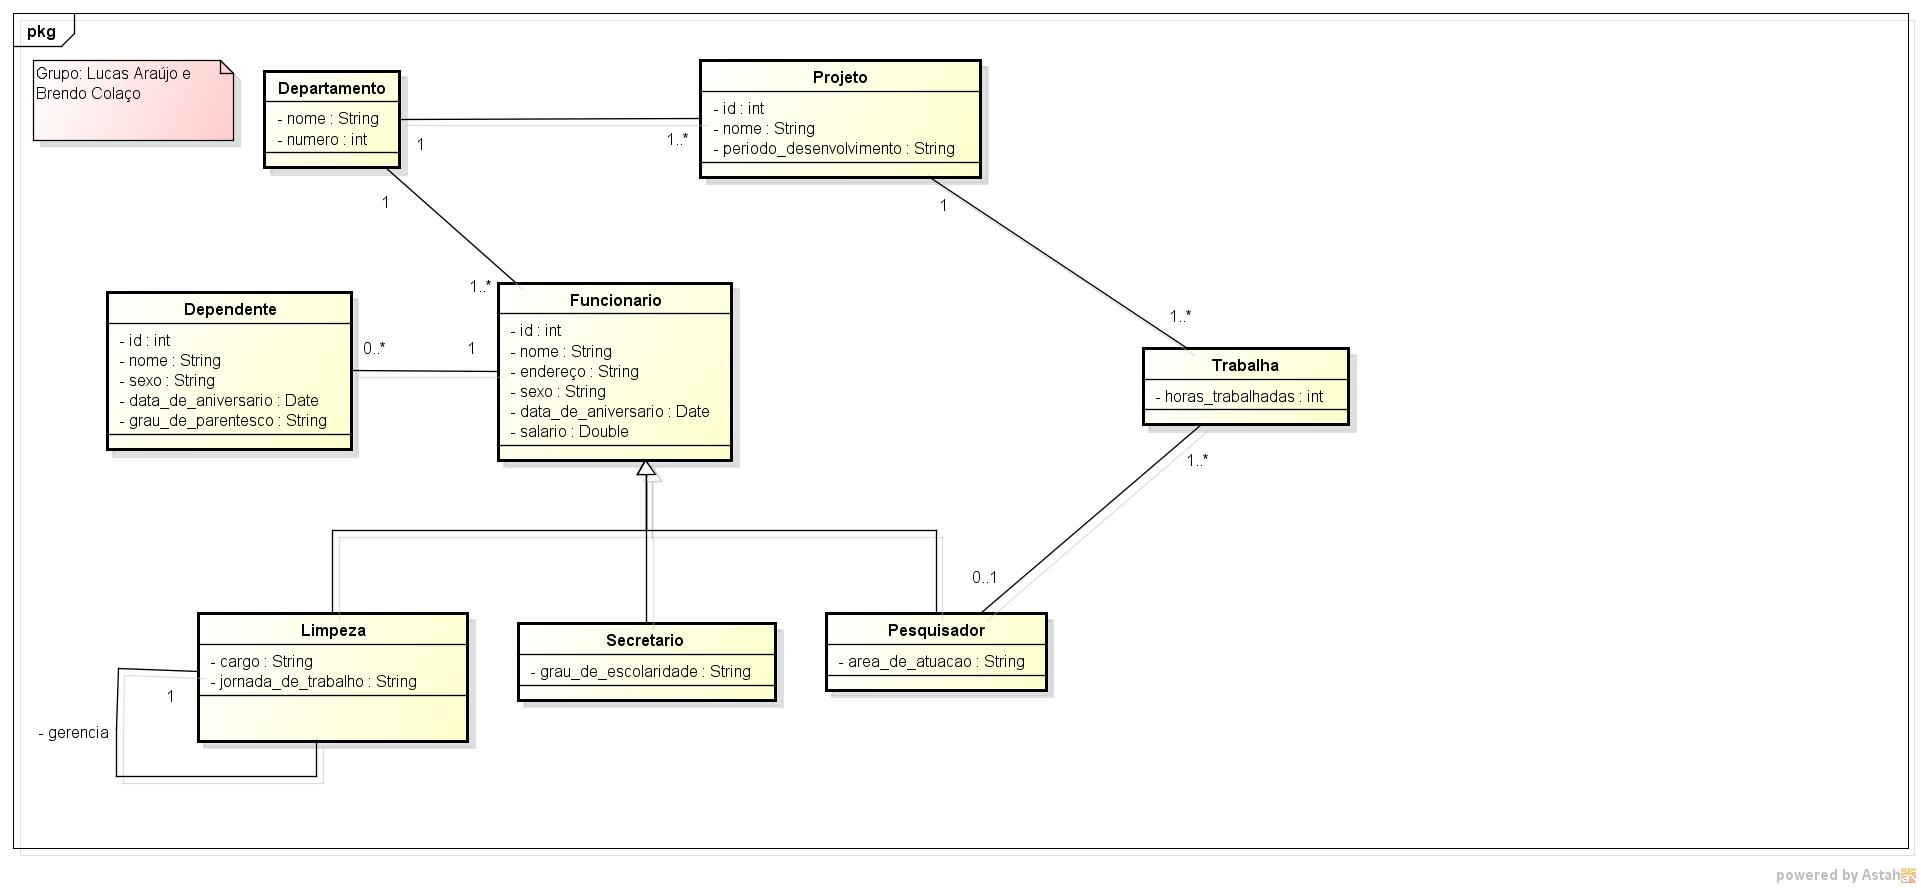 pkg
Grupo: Lucas Araújo e
Brendo Colaço
Departamento
- nome : String
- numero : int
1
1..*
Projeto
- id : int
- nome : String
- periodo_desenvolvimento : String
1
1
1..*
1..*
Dependente
- id : int
- nome : String
- sexo : String
- data_de_aniversario : Date
- grau_de_parentesco : String
0..*
1
Funcionario
- id : int
- nome : String
- endereço : String
- sexo : String
- data_de_aniversario : Date
- salario : Double
Trabalha
- horas_trabalhadas : int
1..*
0..1
Limpeza
- cargo : String
- jornada_de_trabalho : String
1
- gerencia
Secretario
- grau_de_escolaridade : String
Pesquisador
- area_de_atuacao : String
powered by Astah